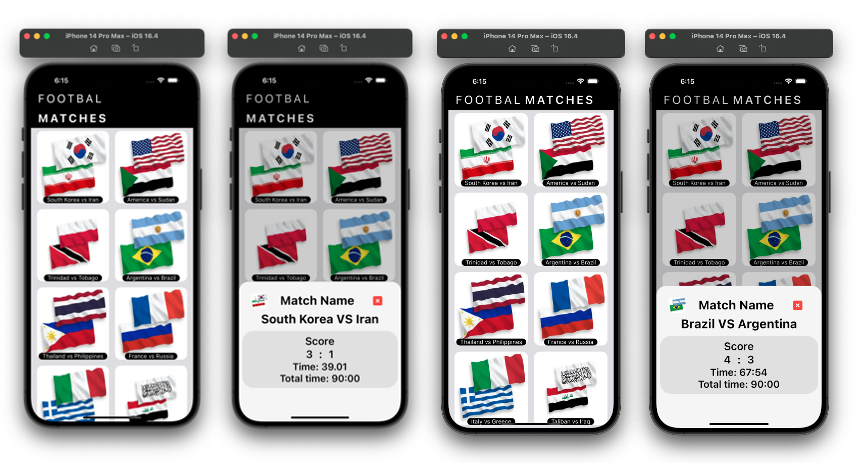 iPhone 14 Pro Max – iOS 16.4
6:15
FOOTBAL
MATCHES
South Korea vs Iran
America vs Sudan
Trinidad vs Tobago
Argentina vs Brazil
Thailand vs Philippines
France vs Russia
iPhone 14 Pro Max – iOS 16.4
6:15
FOOTBAL
MATCHES
South Korea vs Iran
America vs Sudan
Trinidad vs Tobago
Argentina vs Brazil
Match Name
South Korea VS Iran
Score
3 : 1
Time: 39.01
Total time: 90:00
iPhone 14 Pro Max – iOS 16.4
6:15
FOOTBAL MATCHES
South Korea vs Iran
America vs Sudan
Trinidad vs Tobago
Argentina vs Brazil
Thailand vs Philippines
France vs Russia
Italy vs Greece
Taliban vs Iraq
iPhone 14 Pro Max – iOS 16.4
6:15
FOOTBAL MATCHES
South Korea vs Iran
America vs Sudan
Trinidad vs Tobago
Argentina vs Brazil
Match Name
Brazil VS Argentina
Score
4 : 3
Time: 67:54
Total time: 90:00